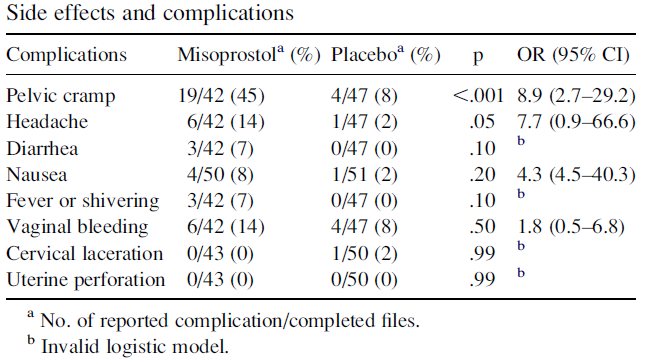 Side effects and complications
Complications Misoprostol^a (%) Placebo^a (%) p OR (95% CI)
Pelvic cramp 19/42 (45) 4/47 (8) <.001 8.9 (2.7–29.2)
Headache 6/42 (14) 1/47 (2) .05 7.7 (0.9–66.6)
Diarrhea 3/42 (7) 0/47 (0) .10 b
Nausea 4/50 (8) 1/51 (2) .20 4.3 (4.5–40.3)
Fever or shivering 3/42 (7) 0/47 (0) .10 b
Vaginal bleeding 6/42 (14) 4/47 (8) .50 1.8 (0.5–6.8)
Cervical laceration 0/43 (0) 1/50 (2) .99 b
Uterine perforation 0/43 (0) 0/50 (0) .99 b
a No. of reported complication/completed files.
b Invalid logistic model.